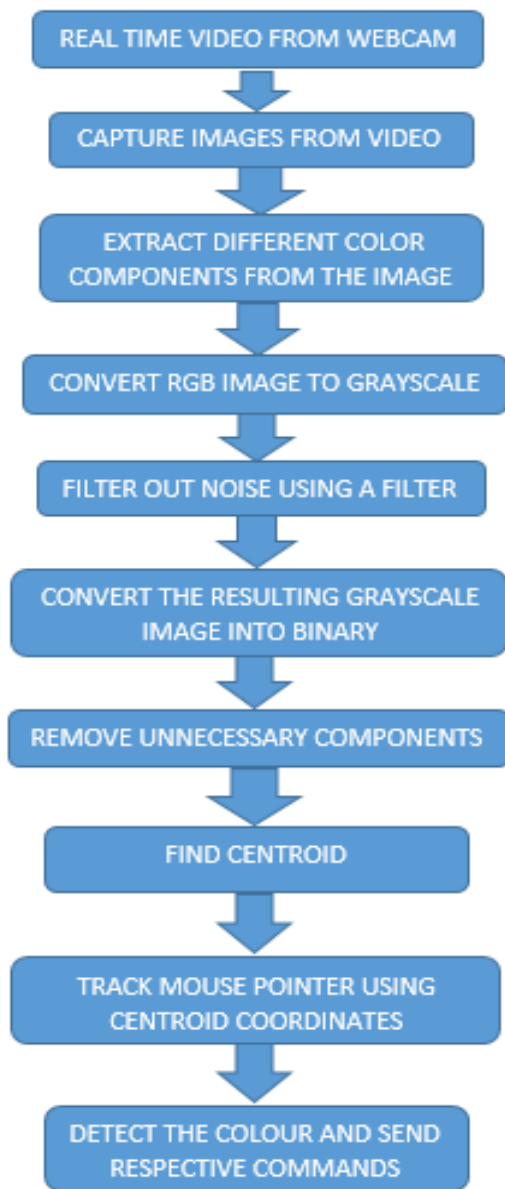 REAL TIME VIDEO FROM WEBCAM
CAPTURE IMAGES FROM VIDEO
EXTRACT DIFFERENT COLOR
COMPONENTS FROM THE IMAGE
CONVERT RGB IMAGE TO GRAYSCALE
FILTER OUT NOISE USING A FILTER
CONVERT THE RESULTING GRAYSCALE
IMAGE INTO BINARY
REMOVE UNNECESSARY COMPONENTS
FIND CENTROID
TRACK MOUSE POINTER USING
CENTROID COORDINATES
DETECT THE COLOUR AND SEND
RESPECTIVE COMMANDS